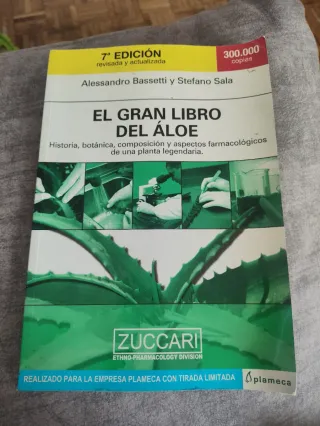 7ª EDICIÓN
revisada y actualizada
300.000
copias
Alessandro Bassetti y Stefano Sala
EL GRAN LIBRO
DEL ÁLOE
Historia, botánica, composición y aspectos farmacológicos
de una planta legendaria.
ZUCCARI
ETHNO-PHARMACOLOGY DIVISION
REALIZADO PARA LA EMPRESA PLAMECA CON TIRADA LIMITADA
plameca